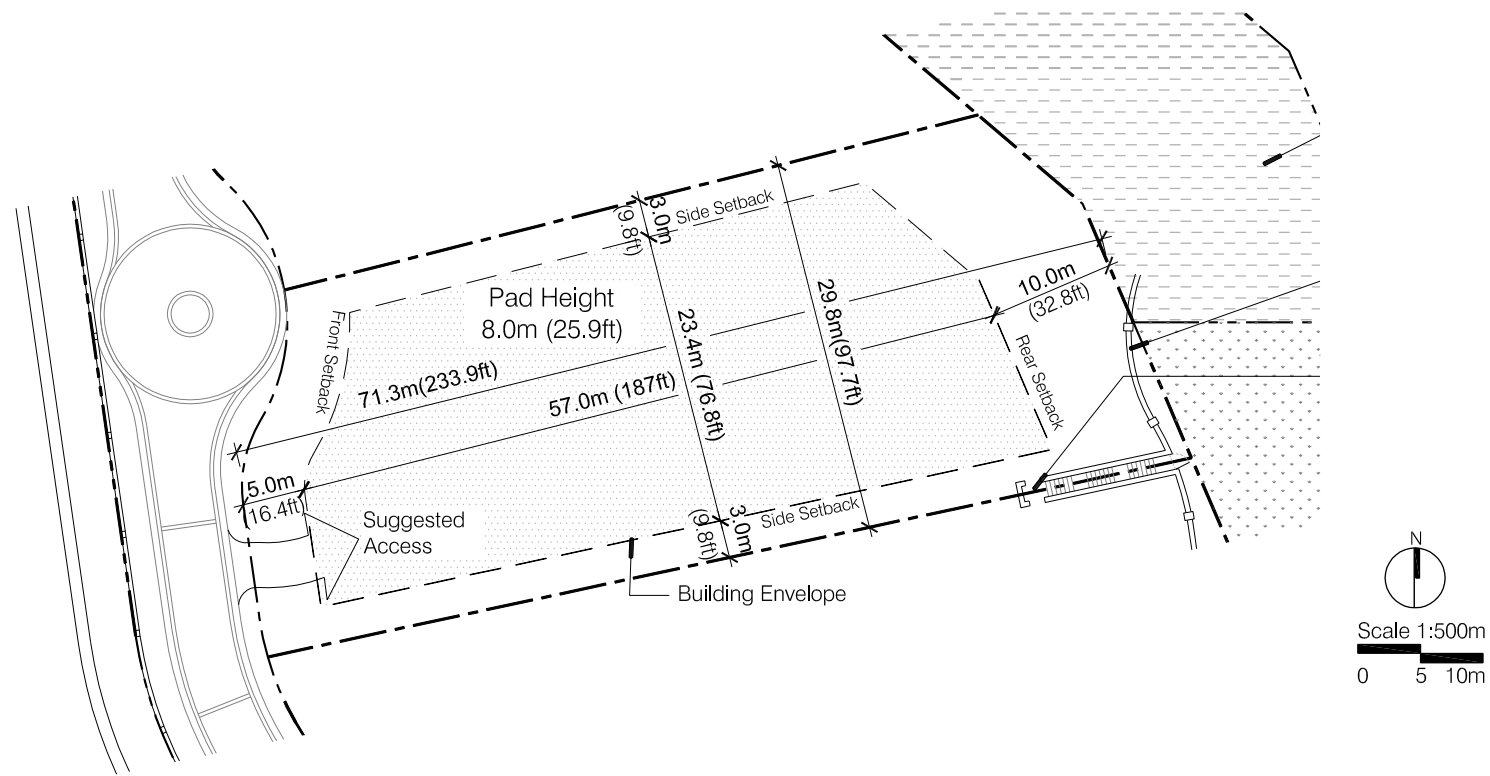 3.0m
(9.8ft)
Side Setback
Pad Height
8.0m (25.9ft)
Front Setback
10.0m
(32.8ft)
29.8m(97.7ft)
23.4m (76.8ft)
Rear Setback
71.3m(233.9ft)
57.0m (187ft)
5.0m
(16.4ft)
Suggested
Access
3.0m
(9.8ft)
Side Setback
Building Envelope
N
Scale 1:500m
0 5 10m